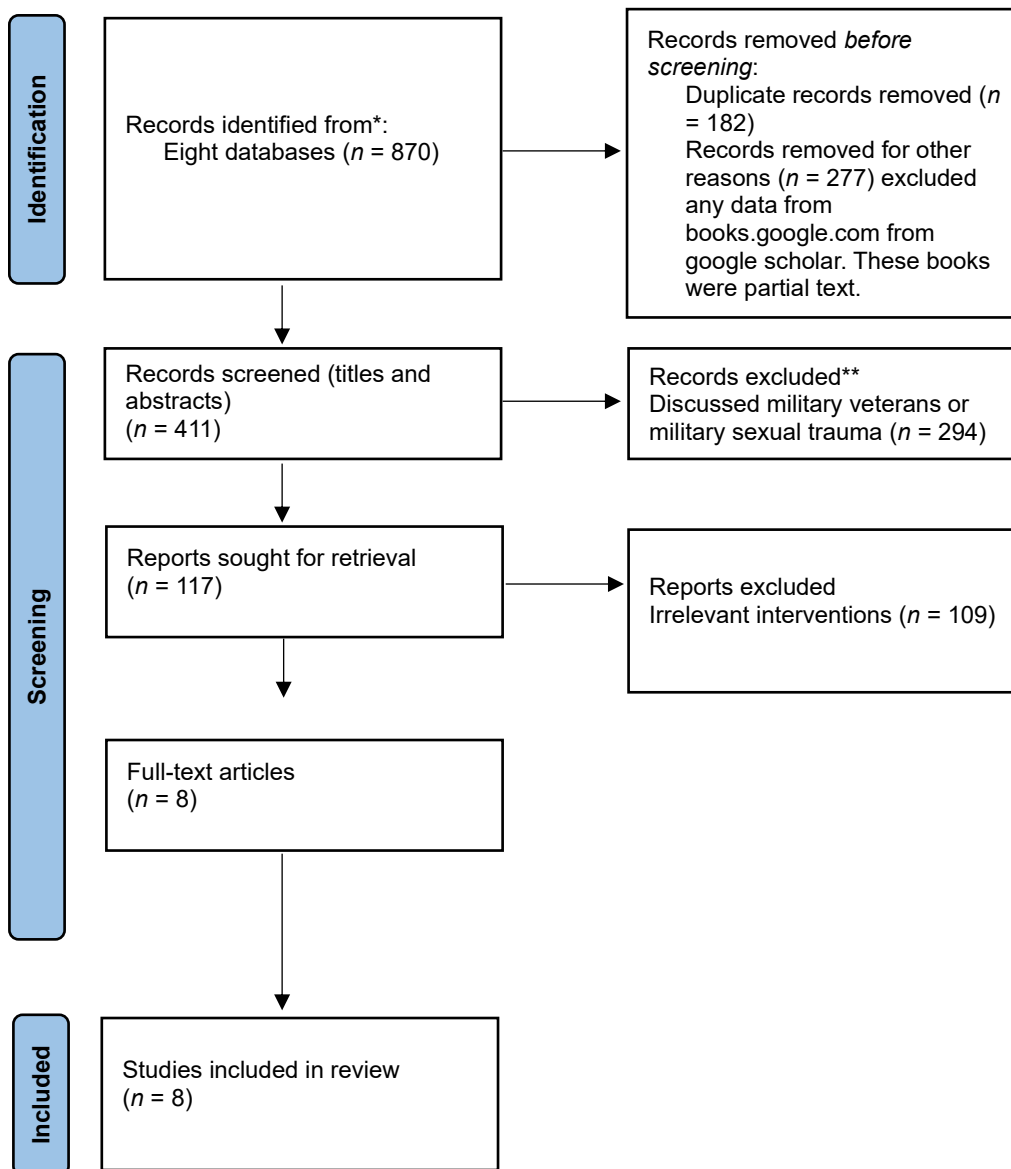 Identification
Records identified from*:
Eight databases (n = 870)
Records removed before
screening:
Duplicate records removed (n
= 182)
Records removed for other
reasons (n = 277) excluded
any data from
books.google.com from
google scholar. These books
were partial text.
Screening
Records screened (titles and
abstracts)
(n = 411)
Records excluded**
Discussed military veterans or
military sexual trauma (n = 294)
Reports sought for retrieval
(n = 117)
Reports excluded
Irrelevant interventions (n = 109)
Full-text articles
(n = 8)
Included
Studies included in review
(n = 8)